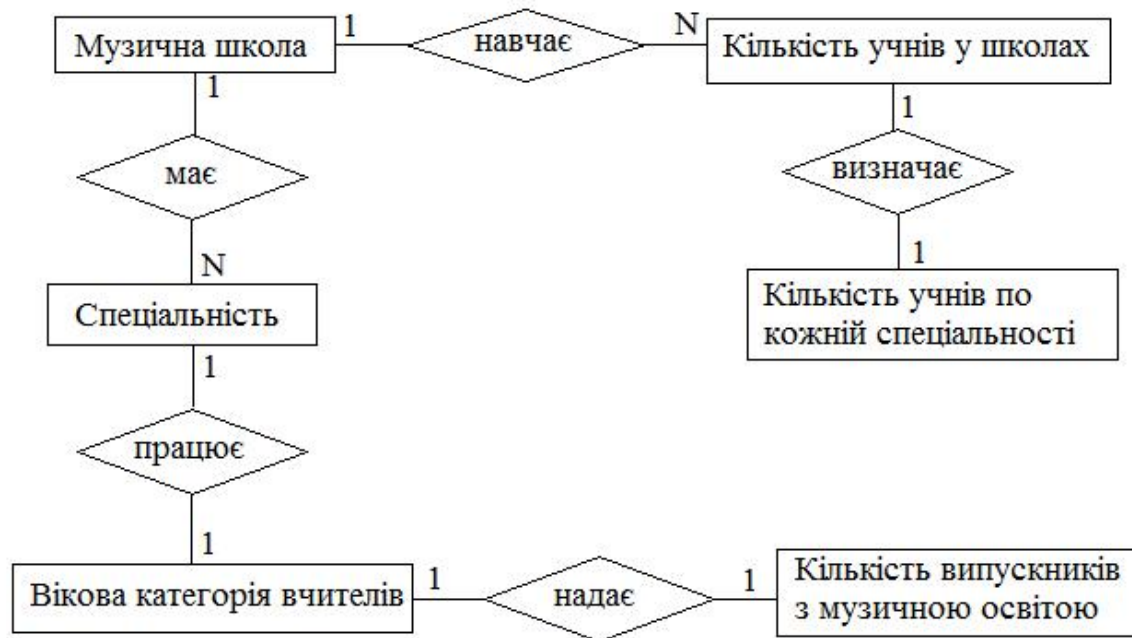 Музична школа
1
навчає
N
Кількість учнів у школах
1
має
N
Спеціальність
1
визначає
1
Кількість учнів по
кожній спеціальності
1
працює
1
Вікова категорія вчителів
1
надає
1
Кількість випускників
з музичною освітою